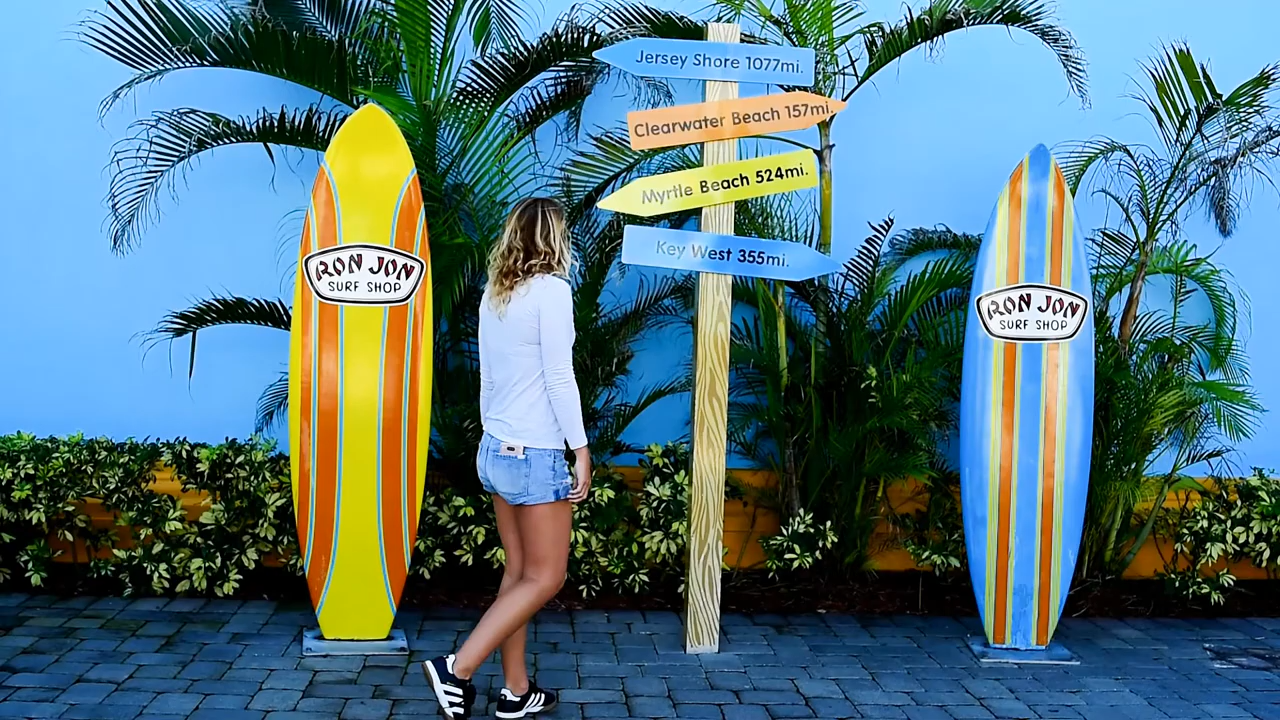 Jersey Shore 1077mi.
Clearwater Beach 157mi.
Myrtle Beach 524mi.
Key West 355mi.
RON JON
SURF SHOP
RON JON
SURF SHOP